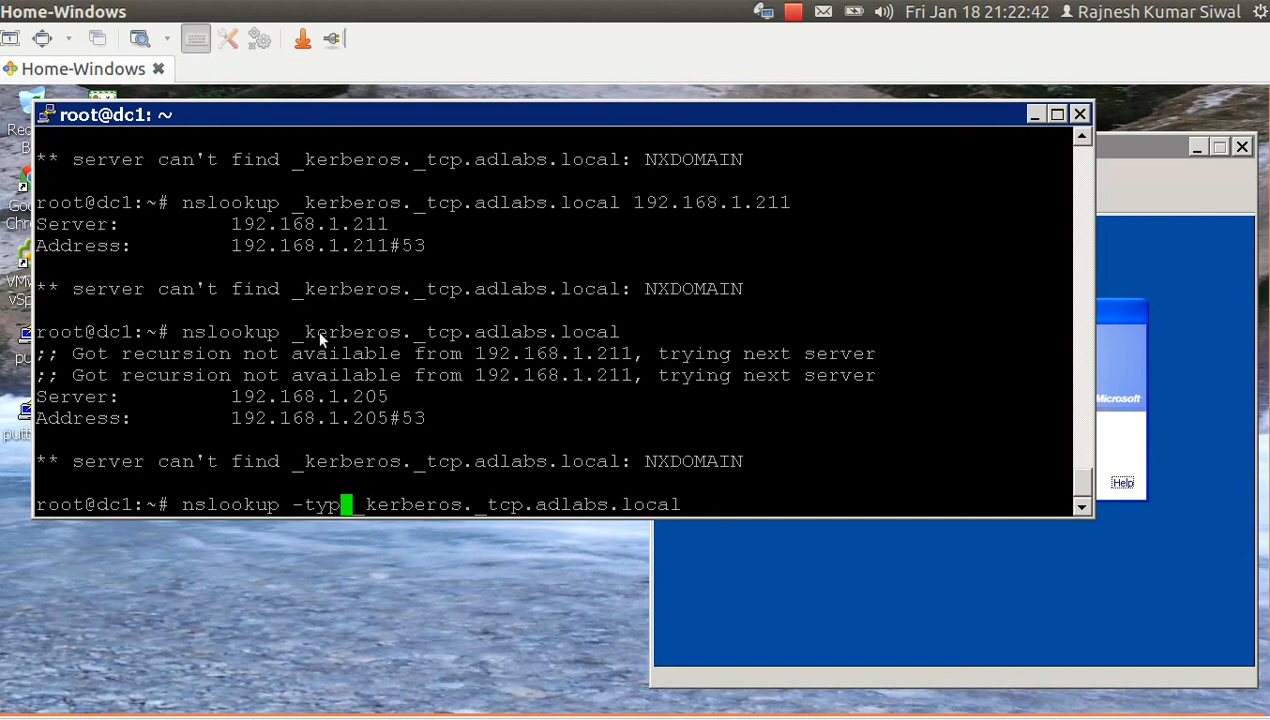 Home-Windows
Fri Jan 18 21:22:42
Rajnesh Kumar Siwal
Home-Windows
root@dc1: ~
** server can't find _kerberos._tcp.adlabs.local: NXDOMAIN
root@dc1:~# nslookup _kerberos._tcp.adlabs.local 192.168.1.211
Server: 192.168.1.211
Address: 192.168.1.211#53
** server can't find _kerberos._tcp.adlabs.local: NXDOMAIN
root@dc1:~# nslookup _kerberos._tcp.adlabs.local
;; Got recursion not available from 192.168.1.211, trying next server
;; Got recursion not available from 192.168.1.211, trying next server
Server: 192.168.1.205
Address: 192.168.1.205#53
** server can't find _kerberos._tcp.adlabs.local: NXDOMAIN
root@dc1:~# nslookup -typ _kerberos._tcp.adlabs.local
Microsoft
Help